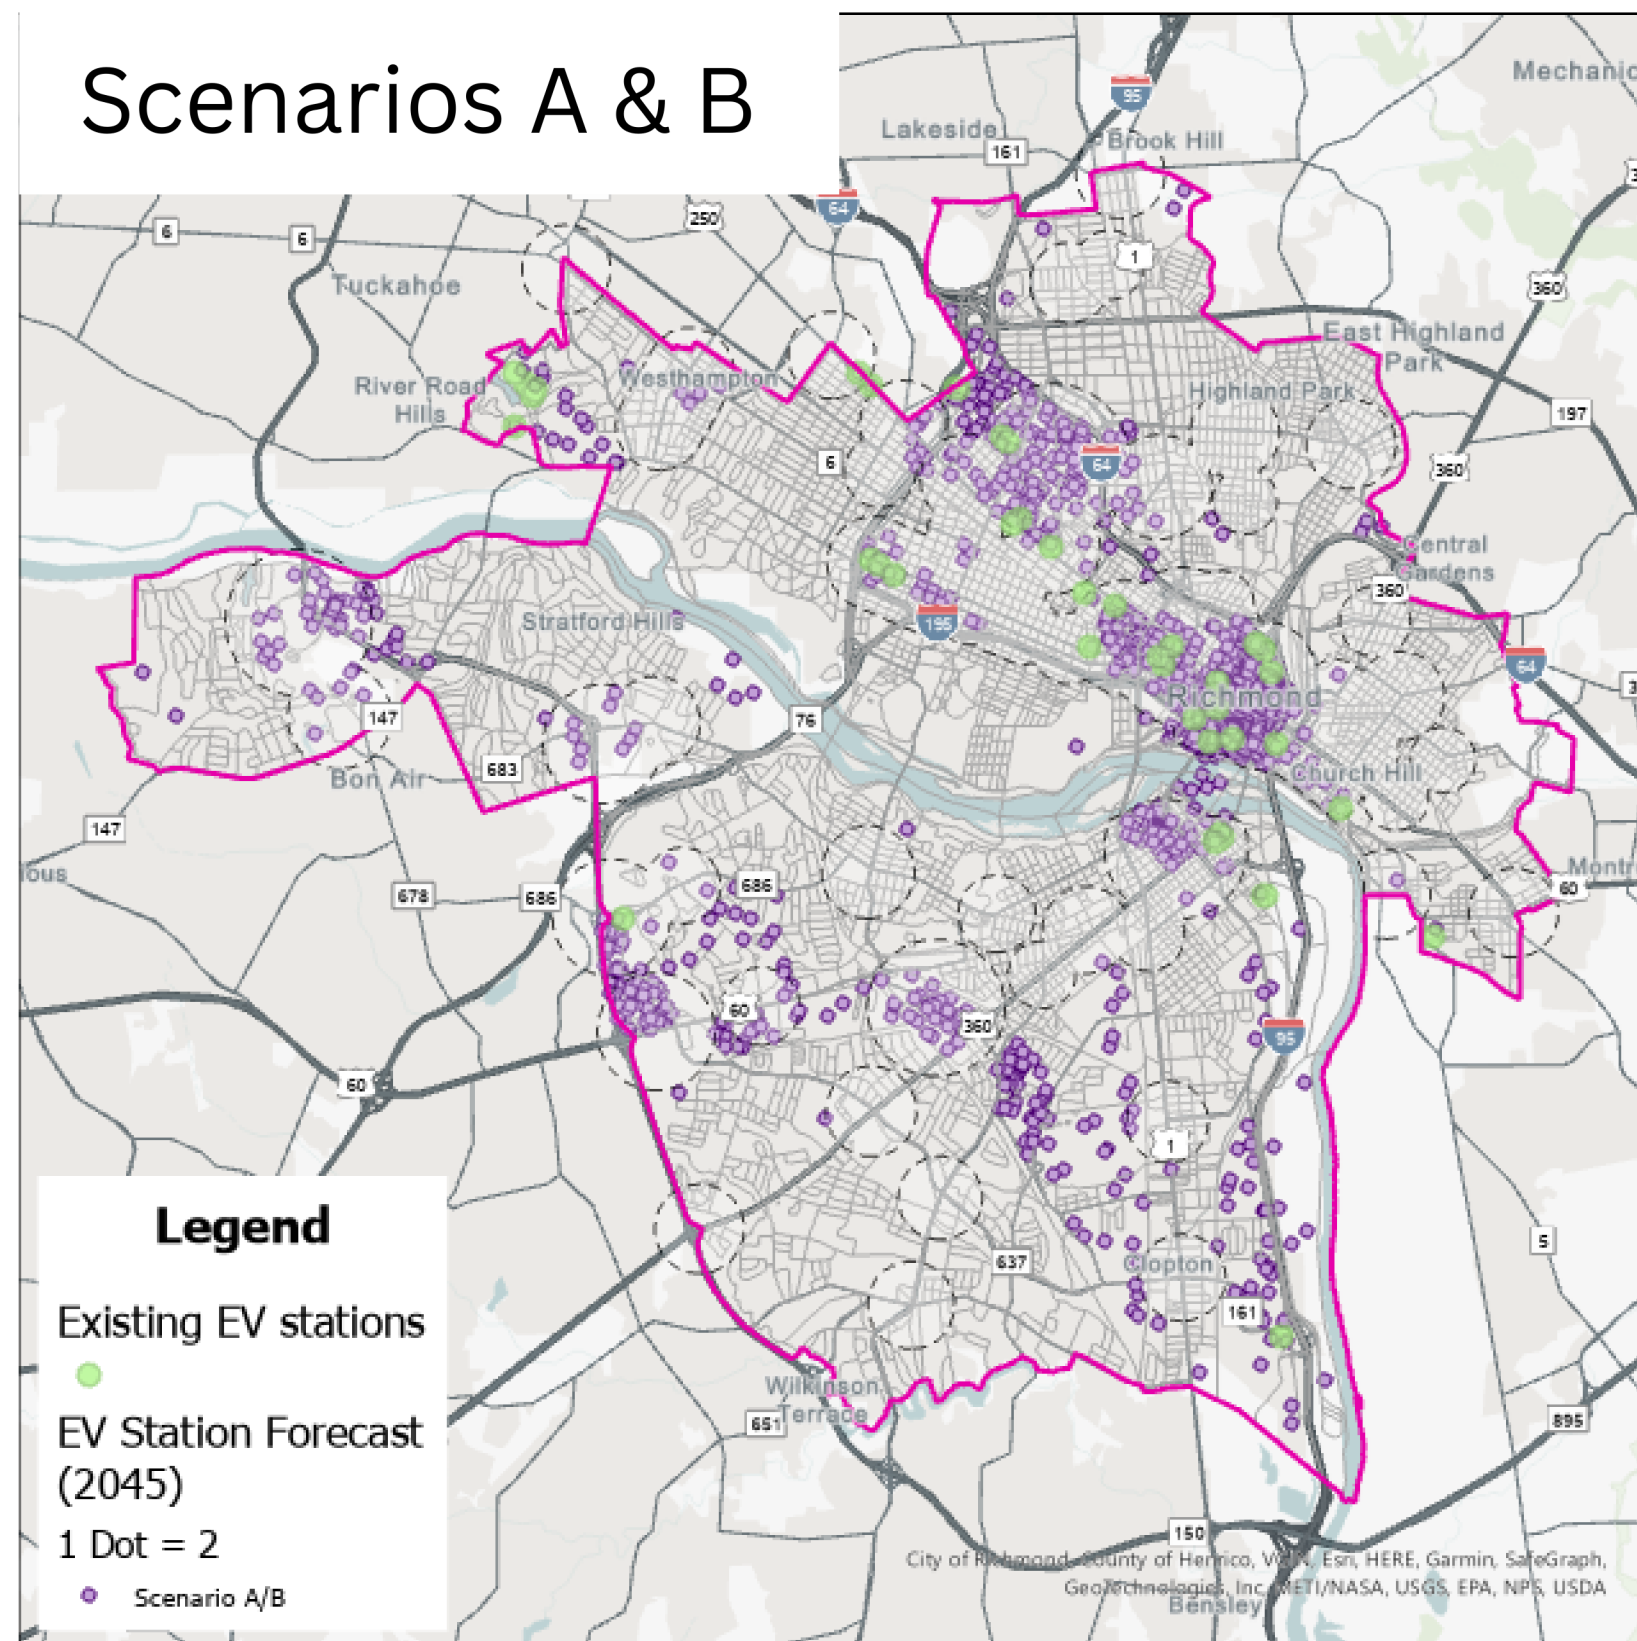 Scenarios A & B
95
Mechanic
Lakeside
161
Brook Hill
64
250
6
6
1
Tuckahoe
360
East Highland
Park
River Road
Hills
Westhampton
Highland Park
197
6
64
360
Central
Gardens
360
Stratford Hills
195
64
Richmond
147
76
683
Bon Air
Church Hill
147
686
678
686
Montr
60
60
360
95
60
1
Legend
5
637
Clopton
161
Existing EV stations
EV Station Forecast
(2045)
1 Dot = 2
Scenario A/B
Wilkinson
Terrace
651
895
150
City of Richmond, County of Henrico, VGIN, Esri, HERE, Garmin, SafeGraph,
GeoTechnologies, Inc, METI/NASA, USGS, EPA, NPS, USDA
Bensley